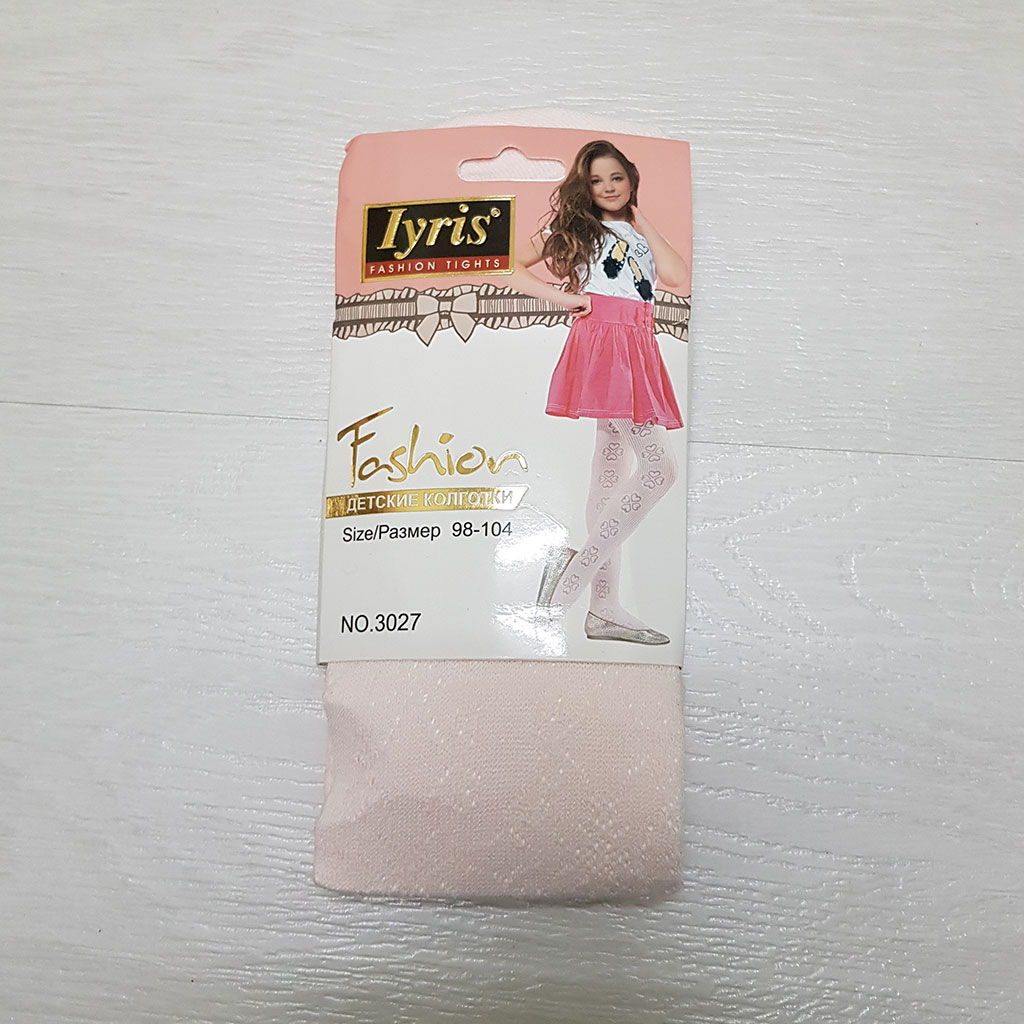 Iyris
FASHION TIGHTS
Fashion
ДЕТСКИЕ КОЛГОТКИ
Size/Размер 98-104
NO.3027